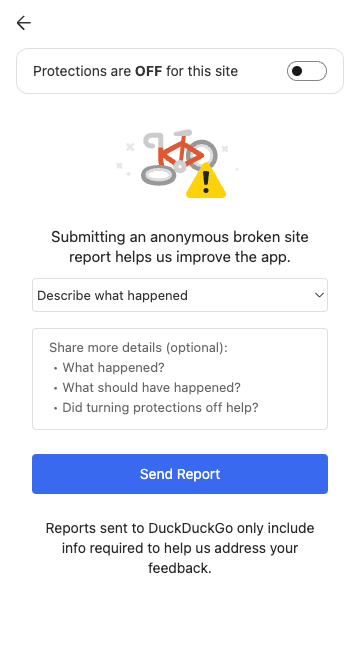 Protections are OFF for this site
Submitting an anonymous broken site
report helps us improve the app.
Describe what happened
Share more details (optional):
• What happened?
• What should have happened?
• Did turning protections off help?
Send Report
Reports sent to DuckDuckGo only include
info required to help us address your
feedback.